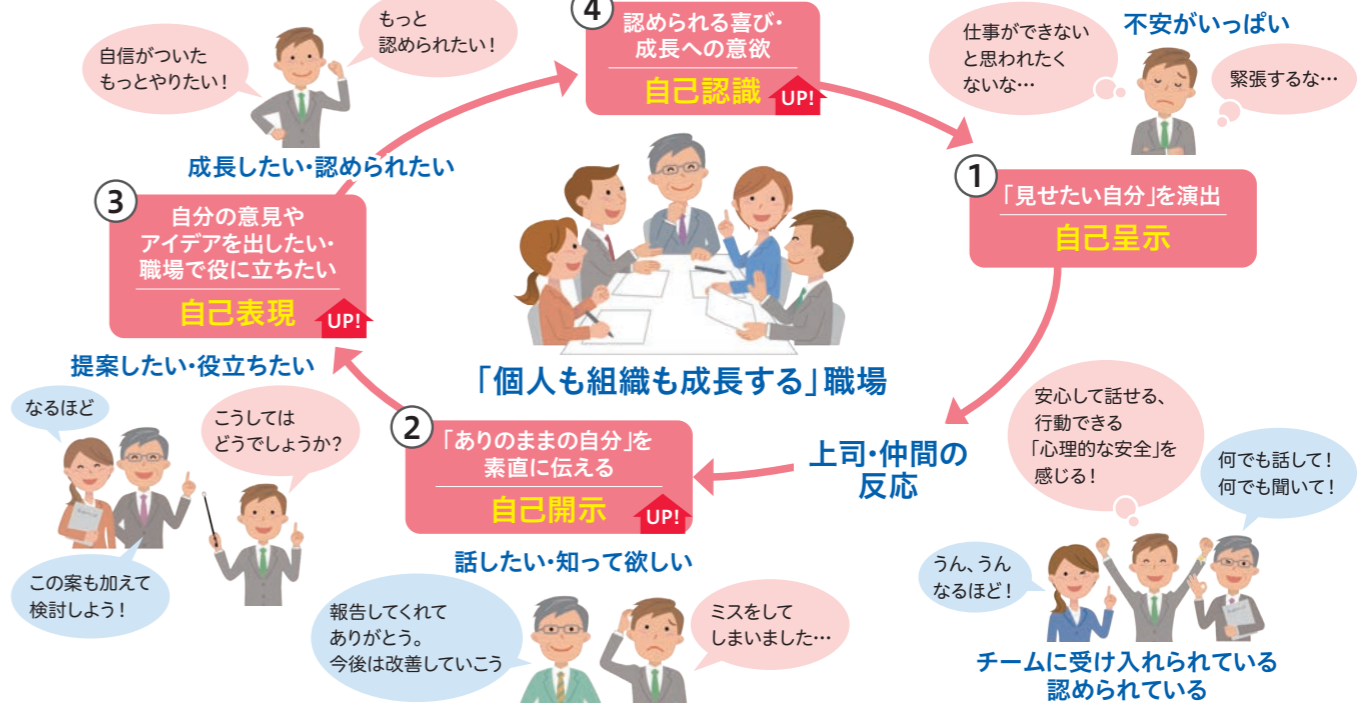 ④
認められる喜び・
成長への意欲
自己認識
UP!
不安がいっぱい
仕事ができない
と思われたく
ないな…
緊張するな…
①
「見せたい自分」を演出
自己呈示
上司・仲間の
反応
安心して話せる、
行動できる
「心理的な安全」を
感じる!
何でも話して!
何でも聞いて!
うん、うん
なるほど!
チームに受け入れられている
認められている
②
「ありのままの自分」を
素直に伝える
自己開示
UP!
話したい・知って欲しい
報告してくれて
ありがとう。
今後は改善していこう
ミスをして
しまいました…
③
自分の意見や
アイデアを出したい・
職場で役に立ちたい
自己表現
UP!
提案したい・役立ちたい
なるほど
こうしては
どうでしょうか?
この案も加えて
検討しよう!
自信がついた
もっとやりたい!
もっと
認められたい!
成長したい・認められたい
「個人も組織も成長する」職場